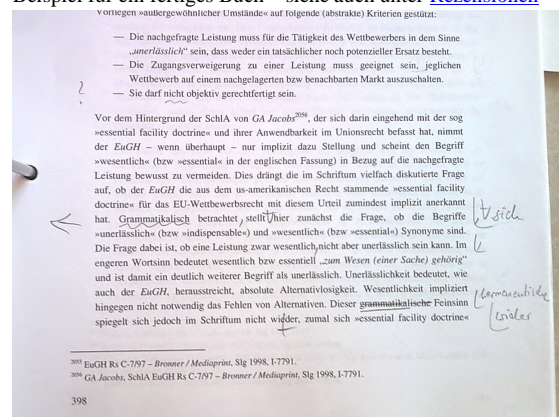 Beispiel für ein fertiges Buch – siehe auch unter Rezensionen
Vorliegen »außergewöhnlicher Umstände« auf folgende (abstrakte) Kriterien gestützt:
— Die nachgefragte Leistung muss für die Tätigkeit des Wettbewerbers in dem Sinne
„unerlässlich“ sein, dass weder ein tatsächlicher noch potenzieller Ersatz besteht.
— Die Zugangsverweigerung zu einer Leistung muss geeignet sein, jeglichen
Wettbewerb auf einem nachgelagerten bzw benachbarten Markt auszuschalten.
— Sie darf nicht objektiv gerechtfertigt sein.
?
Vor dem Hintergrund der SchlA von GA Jacobs2056, der sich darin eingehend mit der sog
»essential facility doctrine« und ihrer Anwendbarkeit im Unionsrecht befasst hat, nimmt
der EuGH – wenn überhaupt – nur implizit dazu Stellung und scheint den Begriff
»wesentlich« (bzw »essential« in der englischen Fassung) in Bezug auf die nachgefragte
Leistung bewusst zu vermeiden. Dies drängt die im Schriftum vielfach diskutierte Frage
auf, ob der EuGH die aus dem us-amerikanischen Recht stammende »essential facility
doctrine« für das EU-Wettbewerbsrecht mit diesem Urteil zumindest implizit anerkannt
hat. Grammatikalisch betrachtet, stellt hier zunächst die Frage, ob die Begriffe sich
»unerlässlich« (bzw »indispensable«) und »wesentlich« (bzw »essential«) Synonyme sind.
Die Frage dabei ist, ob eine Leistung zwar wesentlich, nicht aber unerlässlich sein kann. Im
engeren Wortsinn bedeutet wesentlich bzw essentiell „zum Wesen (einer Sache) gehörig“
und ist damit ein deutlich weiterer Begriff als unerlässlich. Unerlässlichkeit bedeutet, wie
auch der EuGH, herausstreicht, absolute Alternativlosigkeit. Wesentlichkeit impliziert
hingegen nicht notwendig das Fehlen von Alternativen. Dieser grammatikalische Feinsinn hermeneutische
spiegelt sich jedoch im Schriftum nicht wider, zumal sich »essential facility doctrine« wider
2055 EuGH Rs C-7/97 – Bronner / Mediaprint, Slg 1998, I-7791.
2056 GA Jacobs, SchlA EuGH Rs C-7/97 – Bronner / Mediaprint, Slg 1998, I-7791.
398